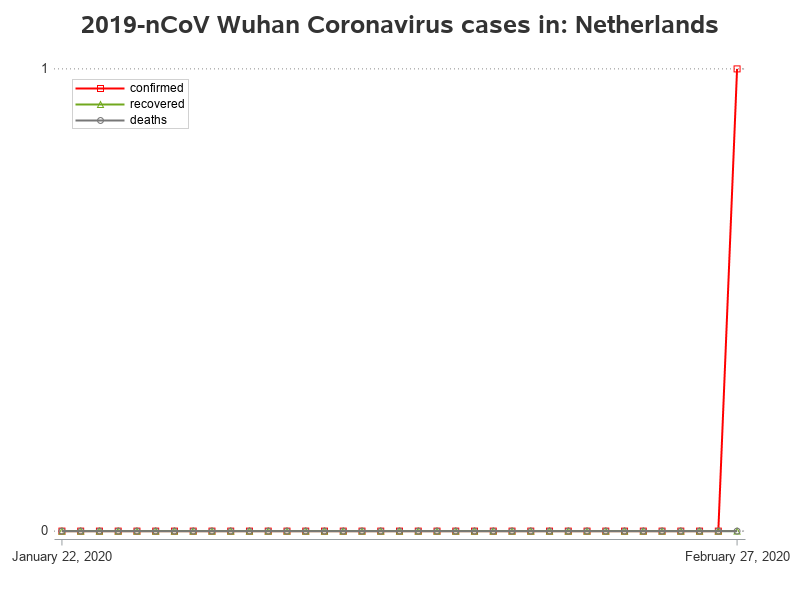 2019-nCoV Wuhan Coronavirus cases in: Netherlands
1
confirmed
recovered
deaths
0
January 22, 2020
February 27, 2020